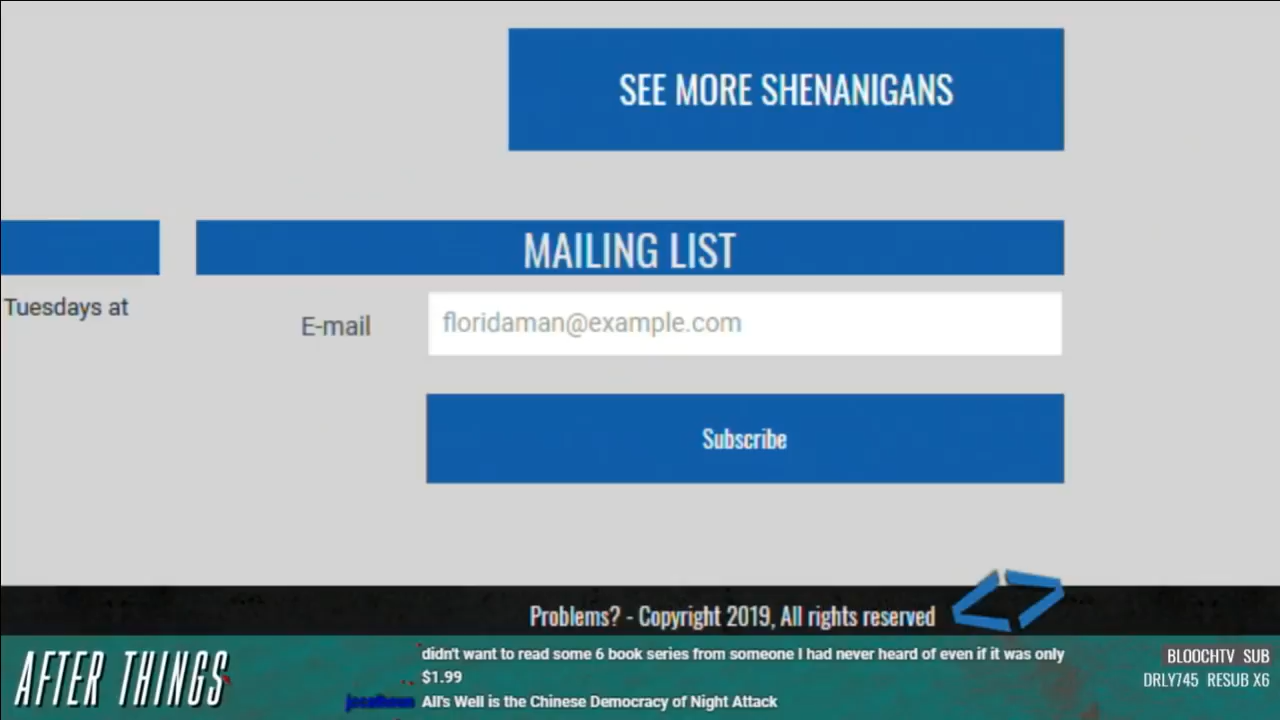 SEE MORE SHENANIGANS
MAILING LIST
Tuesdays at
E-mail
floridaman@example.com
Subscribe
Problems? - Copyright 2019, All rights reserved
AFTER THINGS
didn't want to read some 6 book series from someone I had never heard of even if it was only
$1.99
All's Well is the Chinese Democracy of Night Attack
BLOOCHTV SUB
DRLY745 RESUB X6